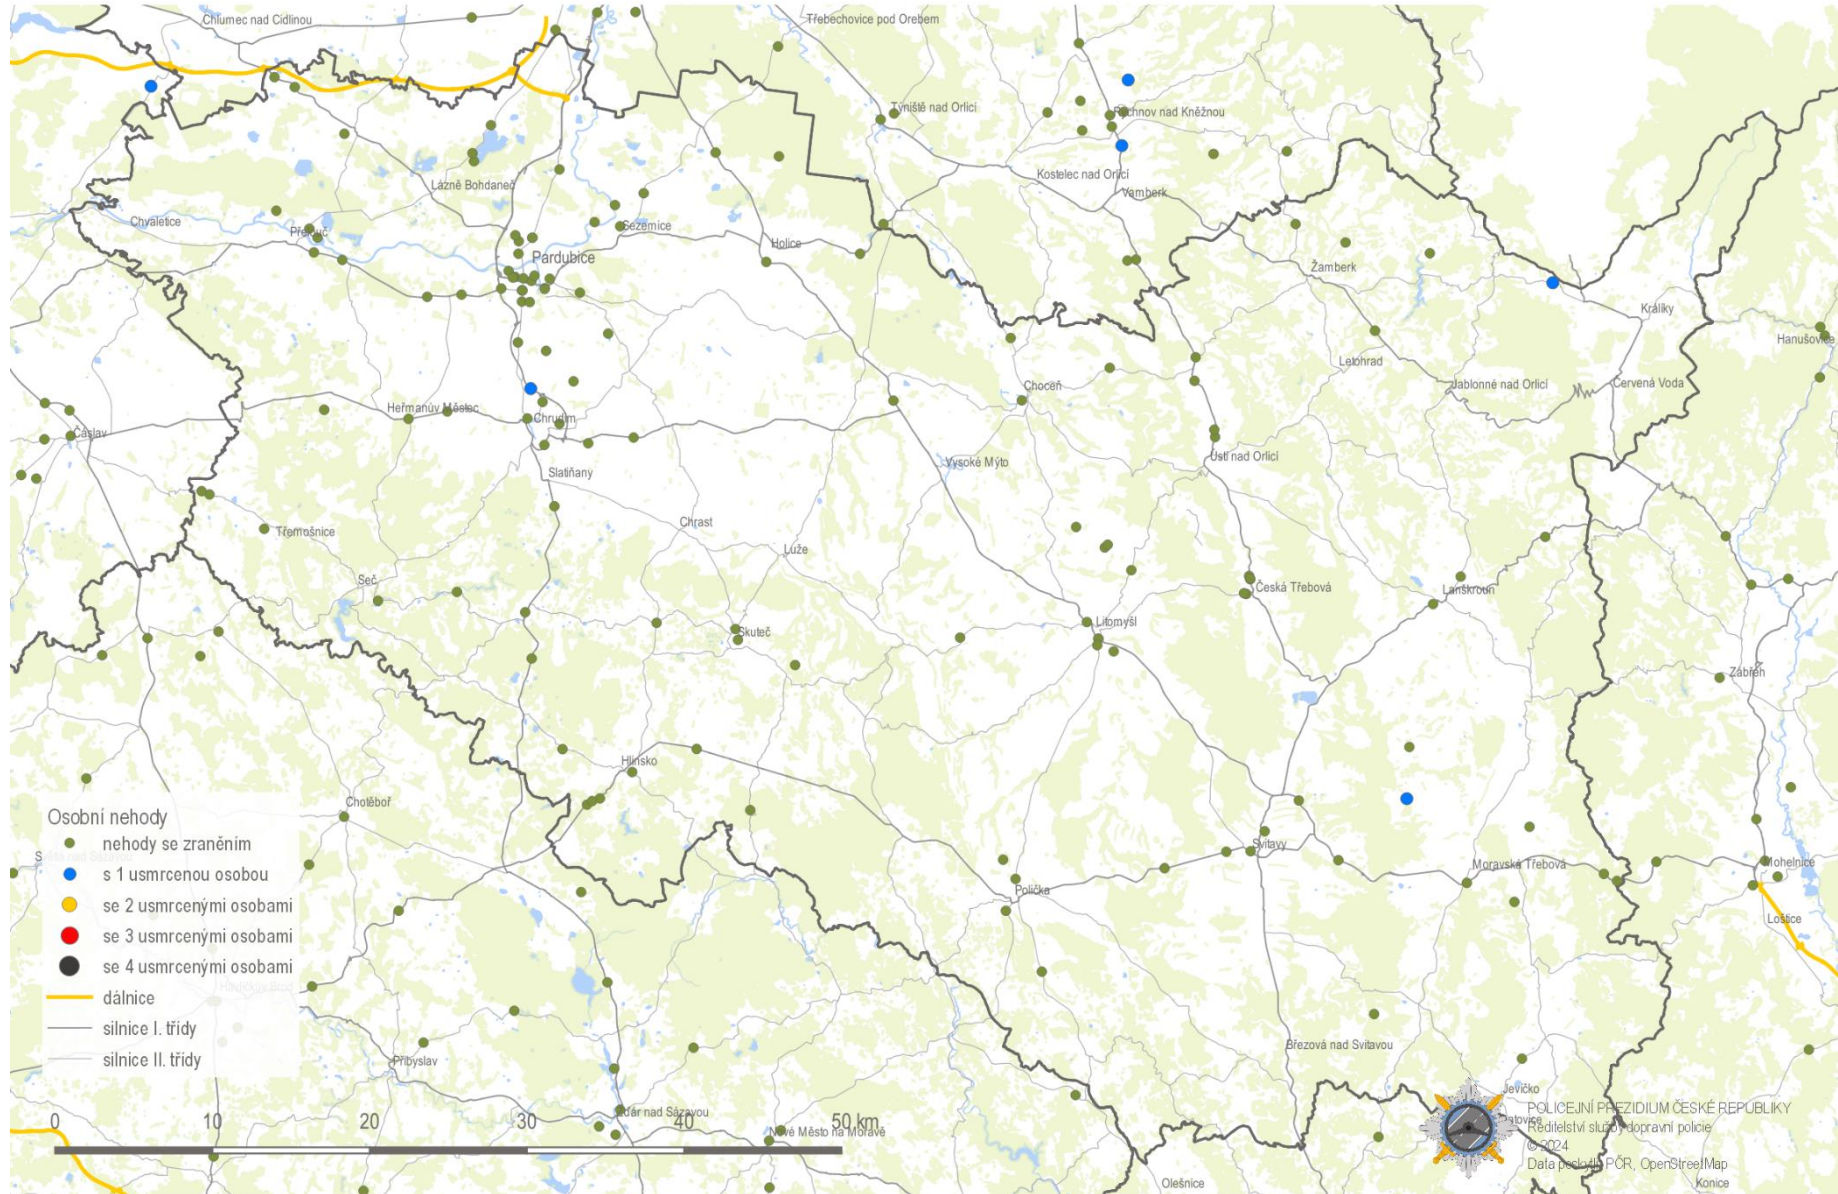 Chlumec nad Cidlinou
Třebechovice pod Orebem
Týniště nad Orlicí
Rychnov nad Kněžnou
Kostelec nad Orlicí
Vamberk
Lázně Bohdaneč
Chvaletice
Přelouč
Sezemice
Holice
Pardubice
Žamberk
Králíky
Hanušovice
Letohrad
Jablonné nad Orlicí
Červená Voda
Choceň
Heřmanův Městec
Chrudim
Čáslav
Slatiňany
Vysoké Mýto
Ústí nad Orlicí
Třemošnice
Chrast
Luže
Seč
Česká Třebová
Lanškroun
Skuteč
Litomyšl
Zábřeh
Hlinsko
Chotěboř
Svitavy
Moravská Třebová
Mohelnice
Polička
Loštice
Osobní nehody
nehody se zraněním
s 1 usmrcenou osobou
se 2 usmrcenými osobami
se 3 usmrcenými osobami
se 4 usmrcenými osobami
dálnice
silnice I. třídy
silnice II. třídy
Světlá nad Sázavou
Havlíčkův Brod
Přibyslav
Březová nad Svitavou
Jevíčko
Žďár nad Sázavou
Nové Město na Moravě
0 10 20 30 40 50 km
POLICEJNÍ PREZIDIUM ČESKÉ REPUBLIKY
Ředitelství služby dopravní policie
© 2024
Data poskytli PČR, OpenStreetMap
Olešnice
Konice